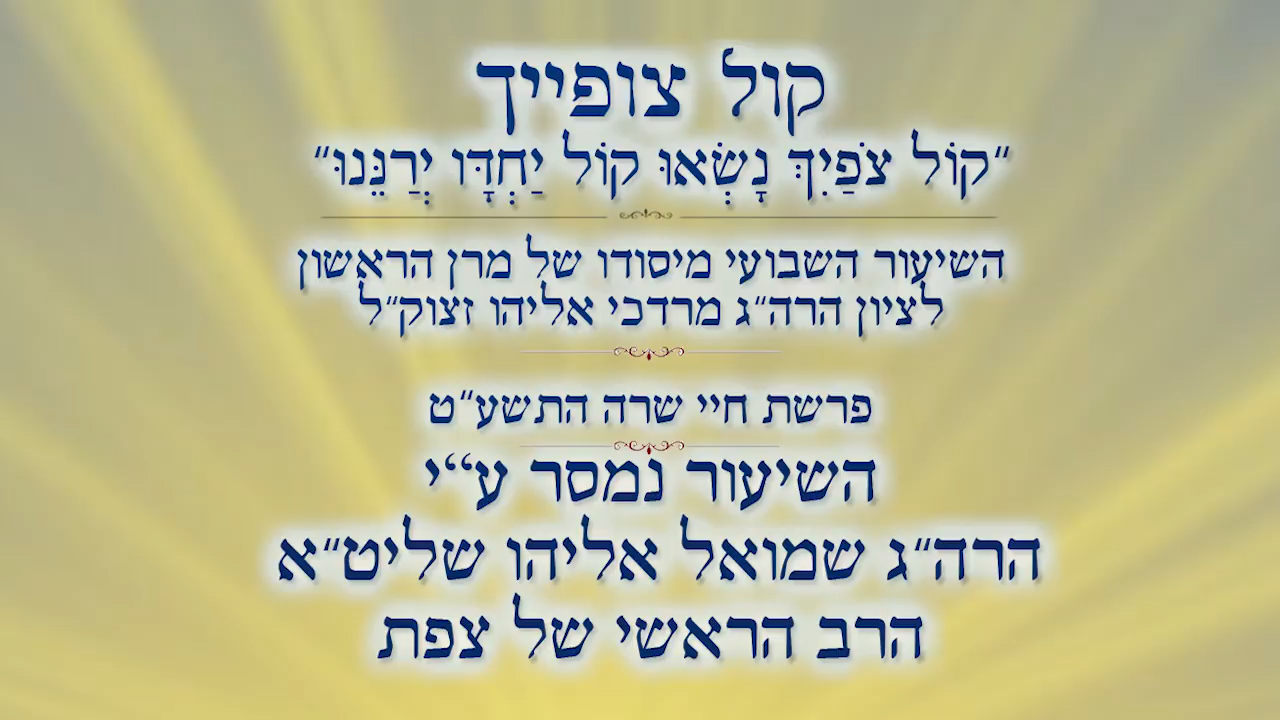 קול צופייך
"קוֹל צֹפַיִךְ נָשְׂאוּ קוֹל יַחְדָּו יְרַנֵּנוּ"
השיעור השבועי מיסודו של מרן הראשון
לציון הרה"ג מרדכי אליהו זצוק"ל
פרשת חיי שרה התשע"ט
השיעור נמסר ע"י
הרה"ג שמואל אליהו שליט"א
הרב הראשי של צפת